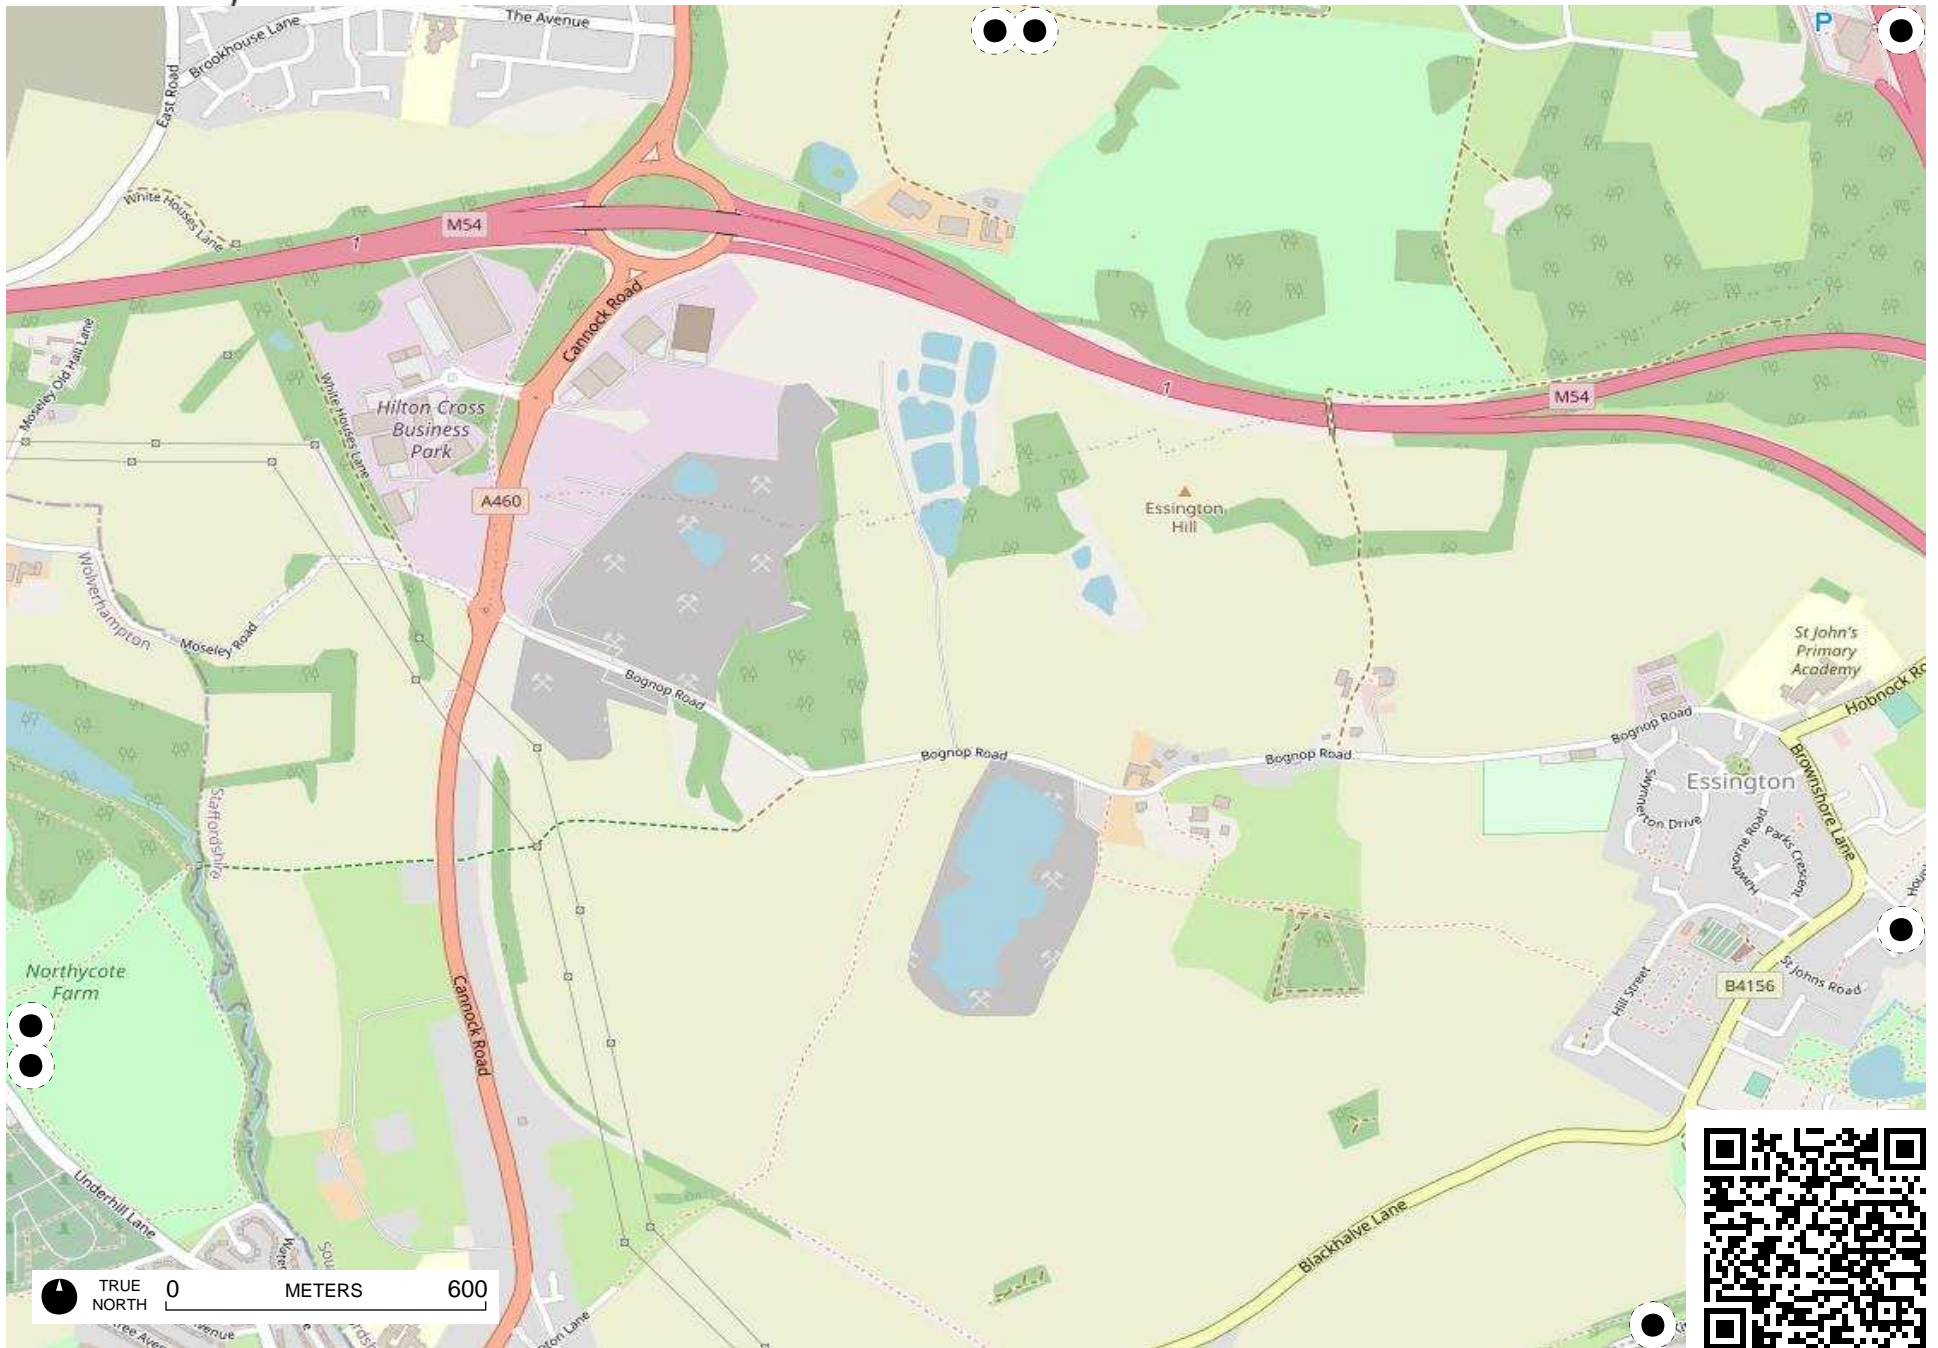 The Avenue
Brookhouse Lane
East Road
P
White Houses Lane
M54
1
Cannock Road
Moseley Old Hall Lane
White Houses Lane
Hilton Cross
Business
Park
1
M54
A460
Essington
Hill
Wolverhampton
Moseley Road
St John's
Primary
Academy
Bognop Road
Hobnock Ro
Bognop Road
Bognop Road
Bognop Road
Essington
Brownshore Lane
Swynnerton Drive
Hawthorne Road
Parks Crescent
Staffordshire
Northycote
Farm
Cannock Road
Hill Street
St Johns Road
B4156
Underhill Lane
Blackhalve Lane
TRUE
NORTH
0
METERS
600